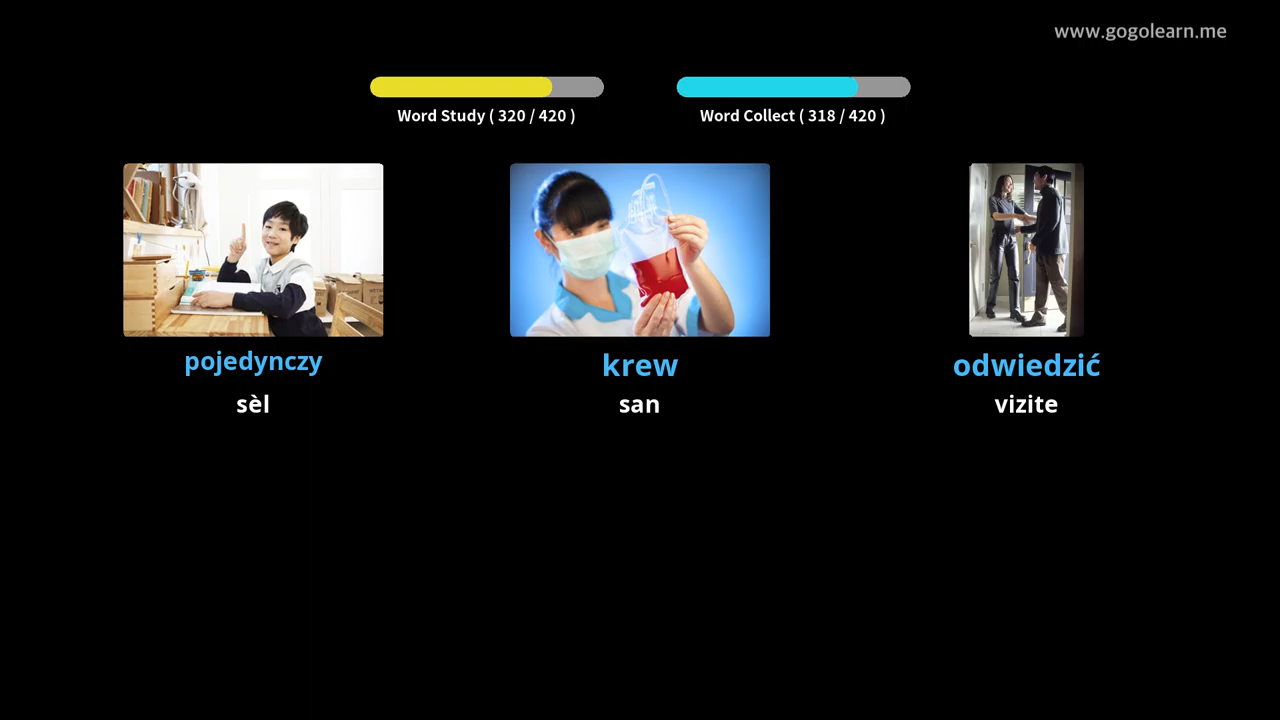 www.gogolearn.me
Word Study ( 320 / 420 )
Word Collect ( 318 / 420 )
pojedynczy
krew
odwiedzić
sèl
san
vizite